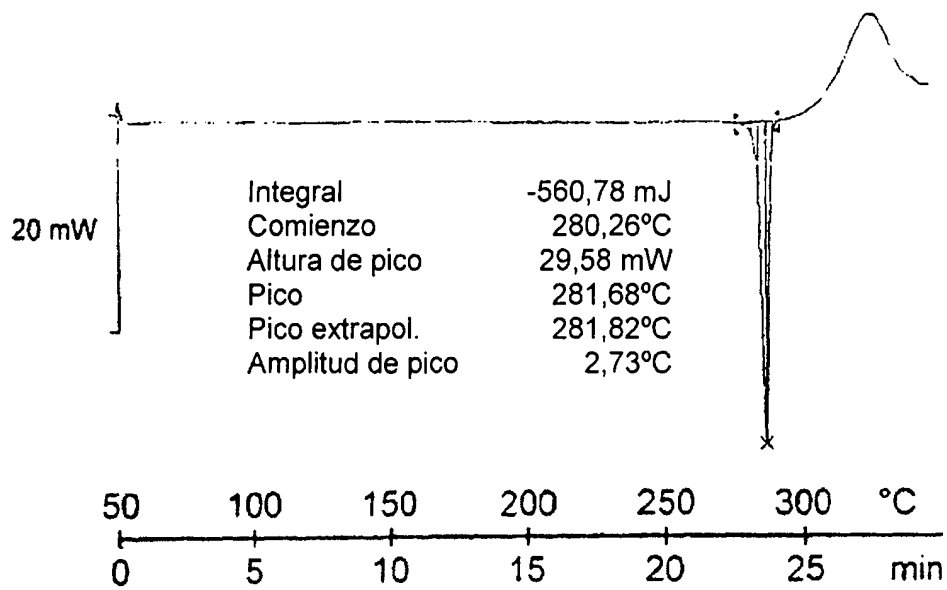 20 mW
Integral -560,78 mJ
Comienzo 280,26ºC
Altura de pico 29,58 mW
Pico 281,68ºC
Pico extrapol. 281,82ºC
Amplitud de pico 2,73ºC
50 100 150 200 250 300 °C
0 5 10 15 20 25 min